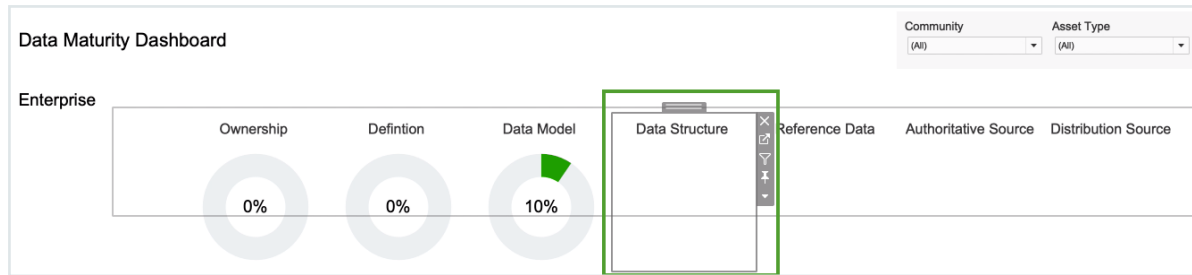 Data Maturity Dashboard
Community
Asset Type
(All)
(All)
Enterprise
Ownership
Defintion
Data Model
Data Structure
Reference Data
Authoritative Source
Distribution Source
0%
0%
10%